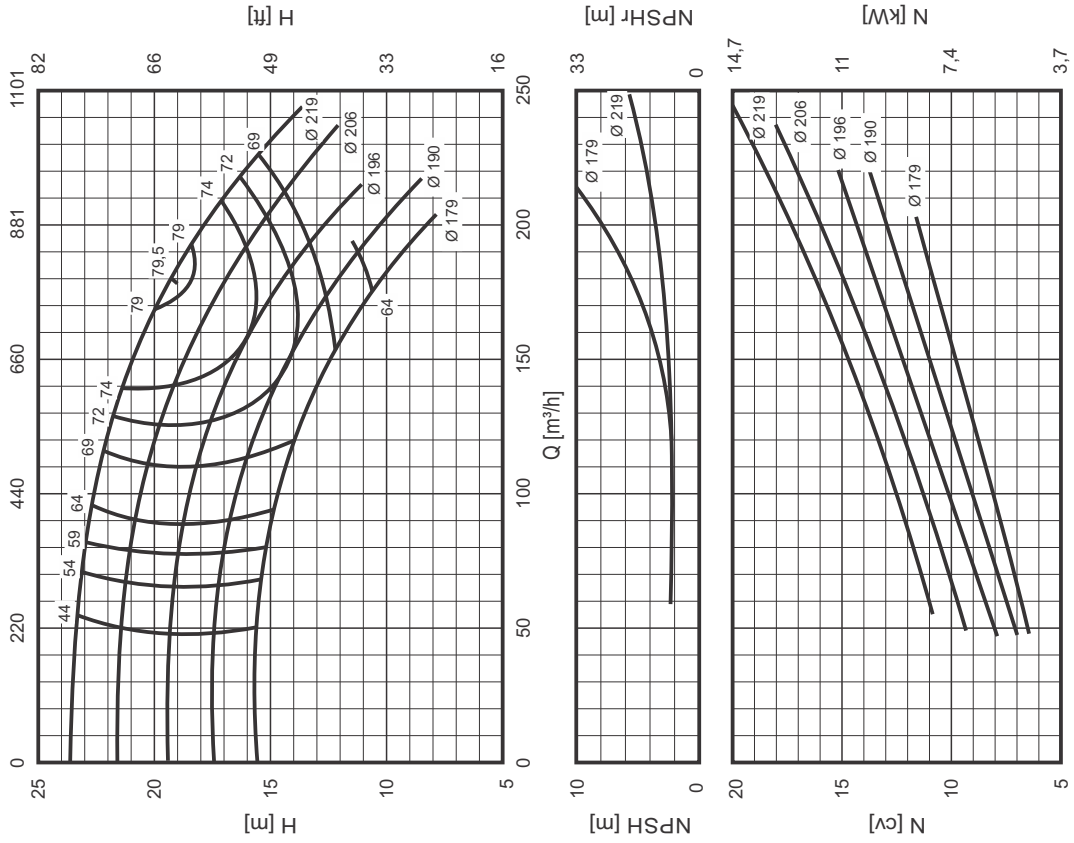 0 220 440 660 881 1101
H [m]
25
20
15
10
5
H [ft]
82
66
49
33
16
44
54
59
64
69
72
74
79
79,5
79
74
72
69
64
Ø 219
Ø 206
Ø 196
Ø 190
Ø 179
0 50 100 150 200 250
Q [m³/h]
NPSH [m]
10
0
NPSHr [m]
33
0
Ø 179
Ø 219
N [cv]
20
15
10
5
N [kW]
14,7
11
7,4
3,7
Ø 219
Ø 206
Ø 196
Ø 190
Ø 179